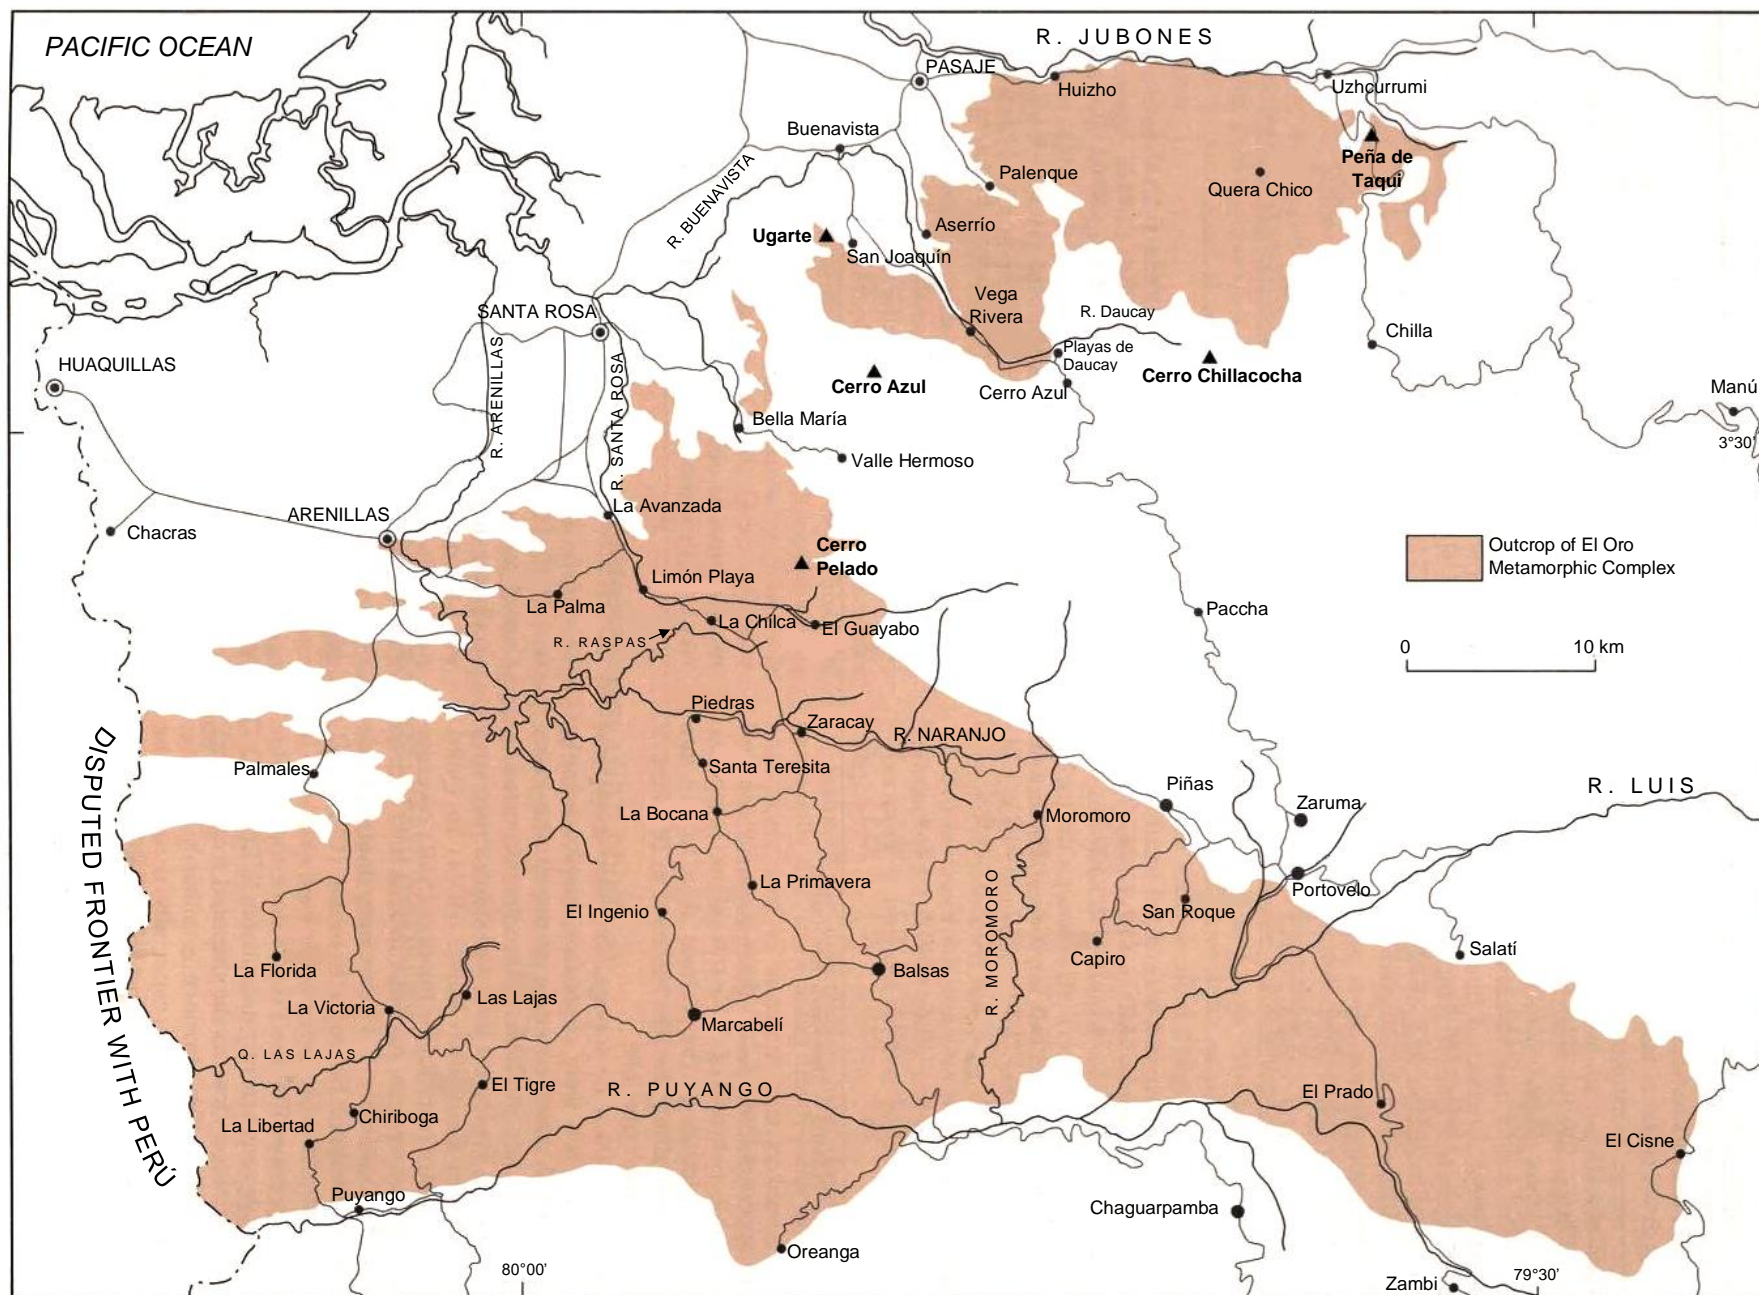 PACIFIC OCEAN
R. JUBONES
PASAJE
Huizho
Uzhcurrumi
Buenavista
Peña de
Taqui
Palenque
Quera Chico
R. BUENAVISTA
Ugarte
Aserrío
San Joaquín
Vega
Rivera
R. Daucay
SANTA ROSA
Chilla
Playas de
Daucay
HUAQUILLAS
Cerro Azul
Cerro Chillacocha
Cerro Azul
Manú
R. ARENILLAS
R. SANTA ROSA
Bella María
3°30'
Valle Hermoso
La Avanzada
ARENILLAS
Chacras
Cerro
Pelado
Outcrop of El Oro
Metamorphic Complex
Limón Playa
La Palma
La Chilca
El Guayabo
Paccha
R. RASPAS
0
10 km
Piedras
Zaracay
R. NARANJO
DISPUTED FRONTIER WITH PERÚ
Palmales
Santa Teresita
Piñas
R. LUIS
Zaruma
La Bocana
Moromoro
La Primavera
Portovelo
El Ingenio
San Roque
R. MOROMORO
Salatí
La Florida
Capiro
Balsas
Las Lajas
La Victoria
Marcabelí
Q. LAS LAJAS
El Tigre
R. PUYANGO
El Prado
Chiriboga
La Libertad
El Cisne
Puyango
Chaguarpamba
Oreanga
80°00'
79°30'
Zambi